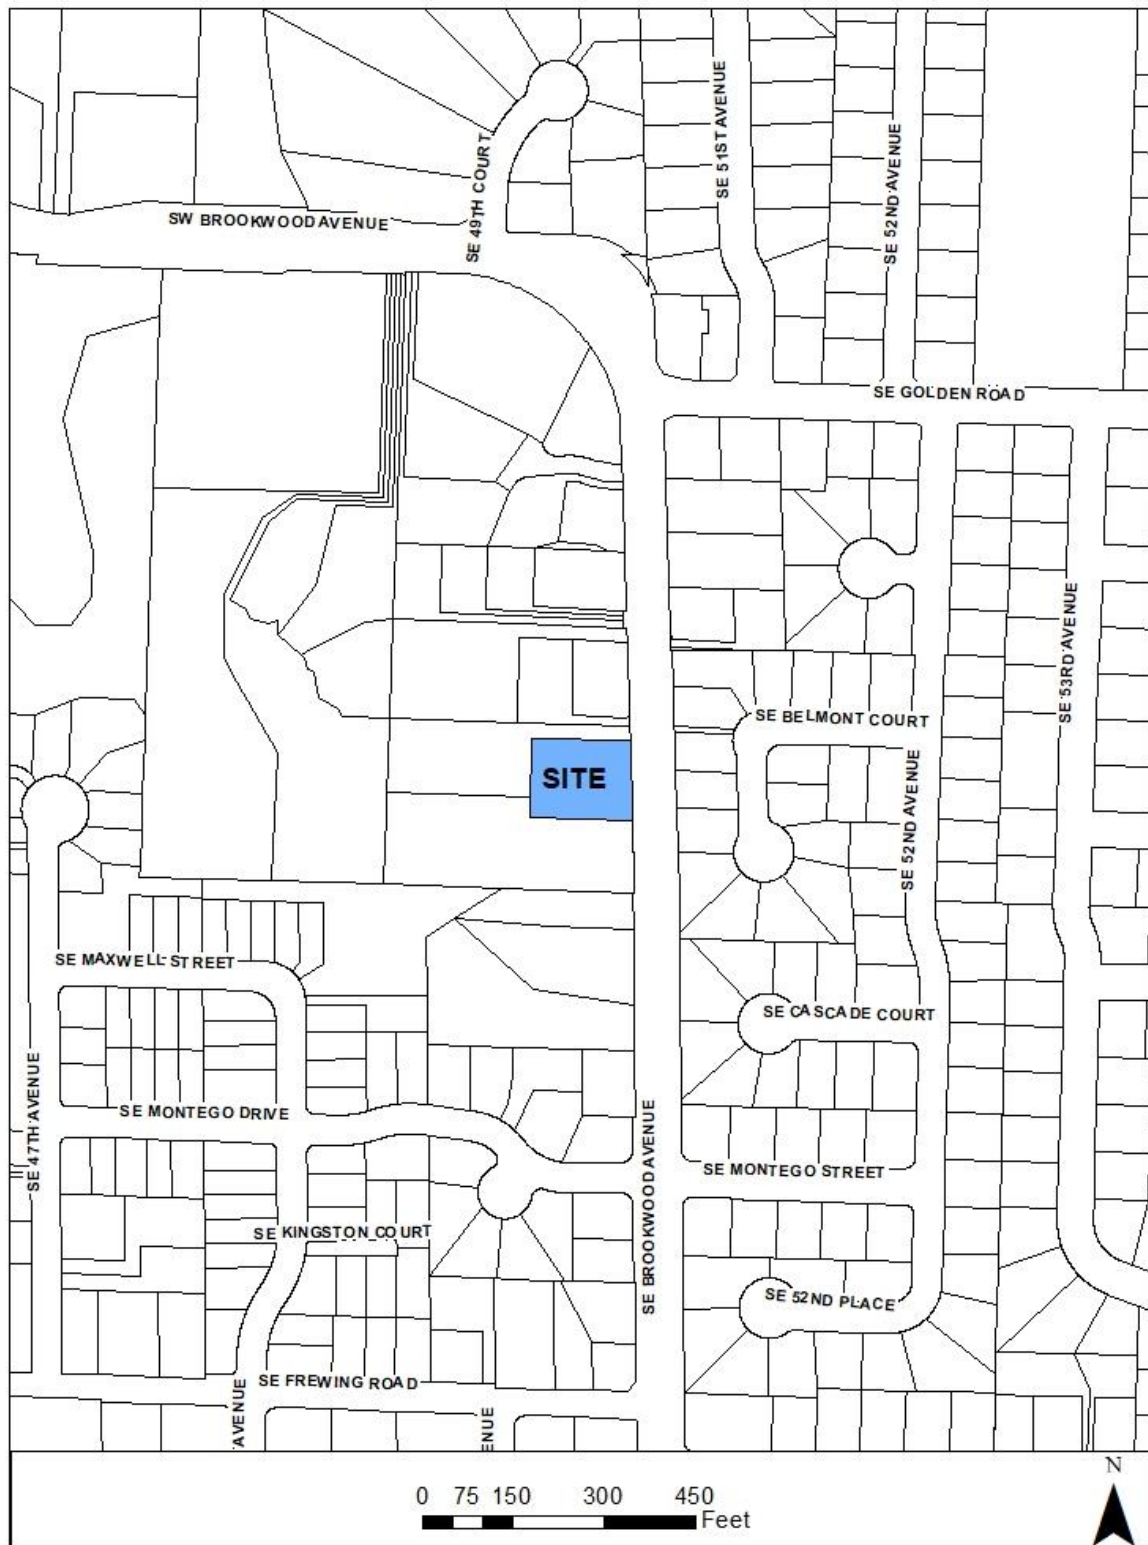 SE 51ST AVENUE
SE 52ND AVENUE
SE 49TH COURT
SW BROOKWOOD AVENUE
SE GOLDEN ROAD
SE 53RD AVENUE
SE BELMONT COURT
SITE
SE 52ND AVENUE
SE MAXWELL STREET
SE CASCADE COURT
SE 47TH AVENUE
SE MONTEGO DRIVE
SE BROOKWOOD AVENUE
SE MONTEGO STREET
SE KINGSTON COURT
SE 52ND PLACE
SE FREWING ROAD
AVENUE
ENUE
N
0 75 150 300 450
Feet